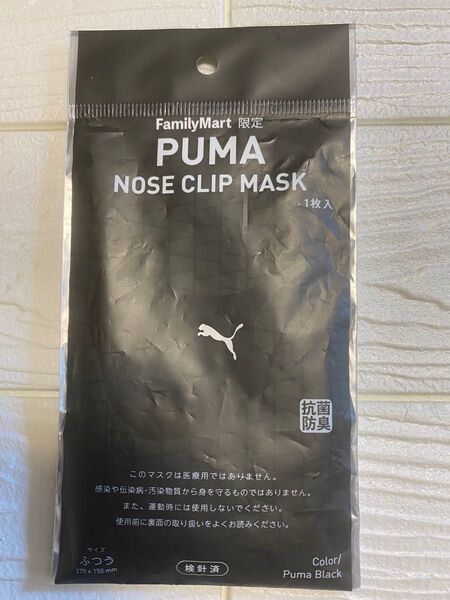 FamilyMart 限定
PUMA
NOSE CLIP MASK
1枚入
抗菌
防臭
このマスクは医療用ではありません。
感染や伝染病・汚染物質から身を守るものではありません。
また、運動時には使用しないでください。
使用前に裏面の取り扱いをよくお読みください。
サイズ
ふつう
175 x 150 mm
検針済
Color/
Puma Black